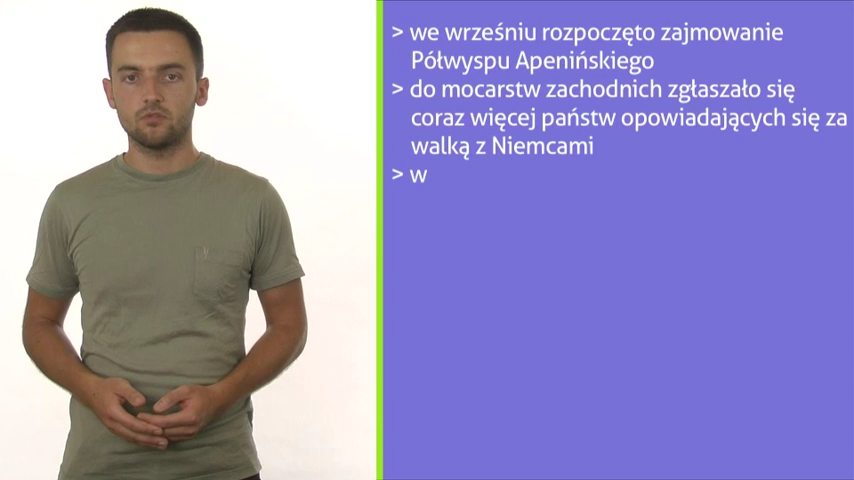 > we wrześniu rozpoczęto zajmowanie
Półwyspu Apenińskiego
> do mocarstw zachodnich zgłaszało się
coraz więcej państw opowiadających się za
walką z Niemcami
> w